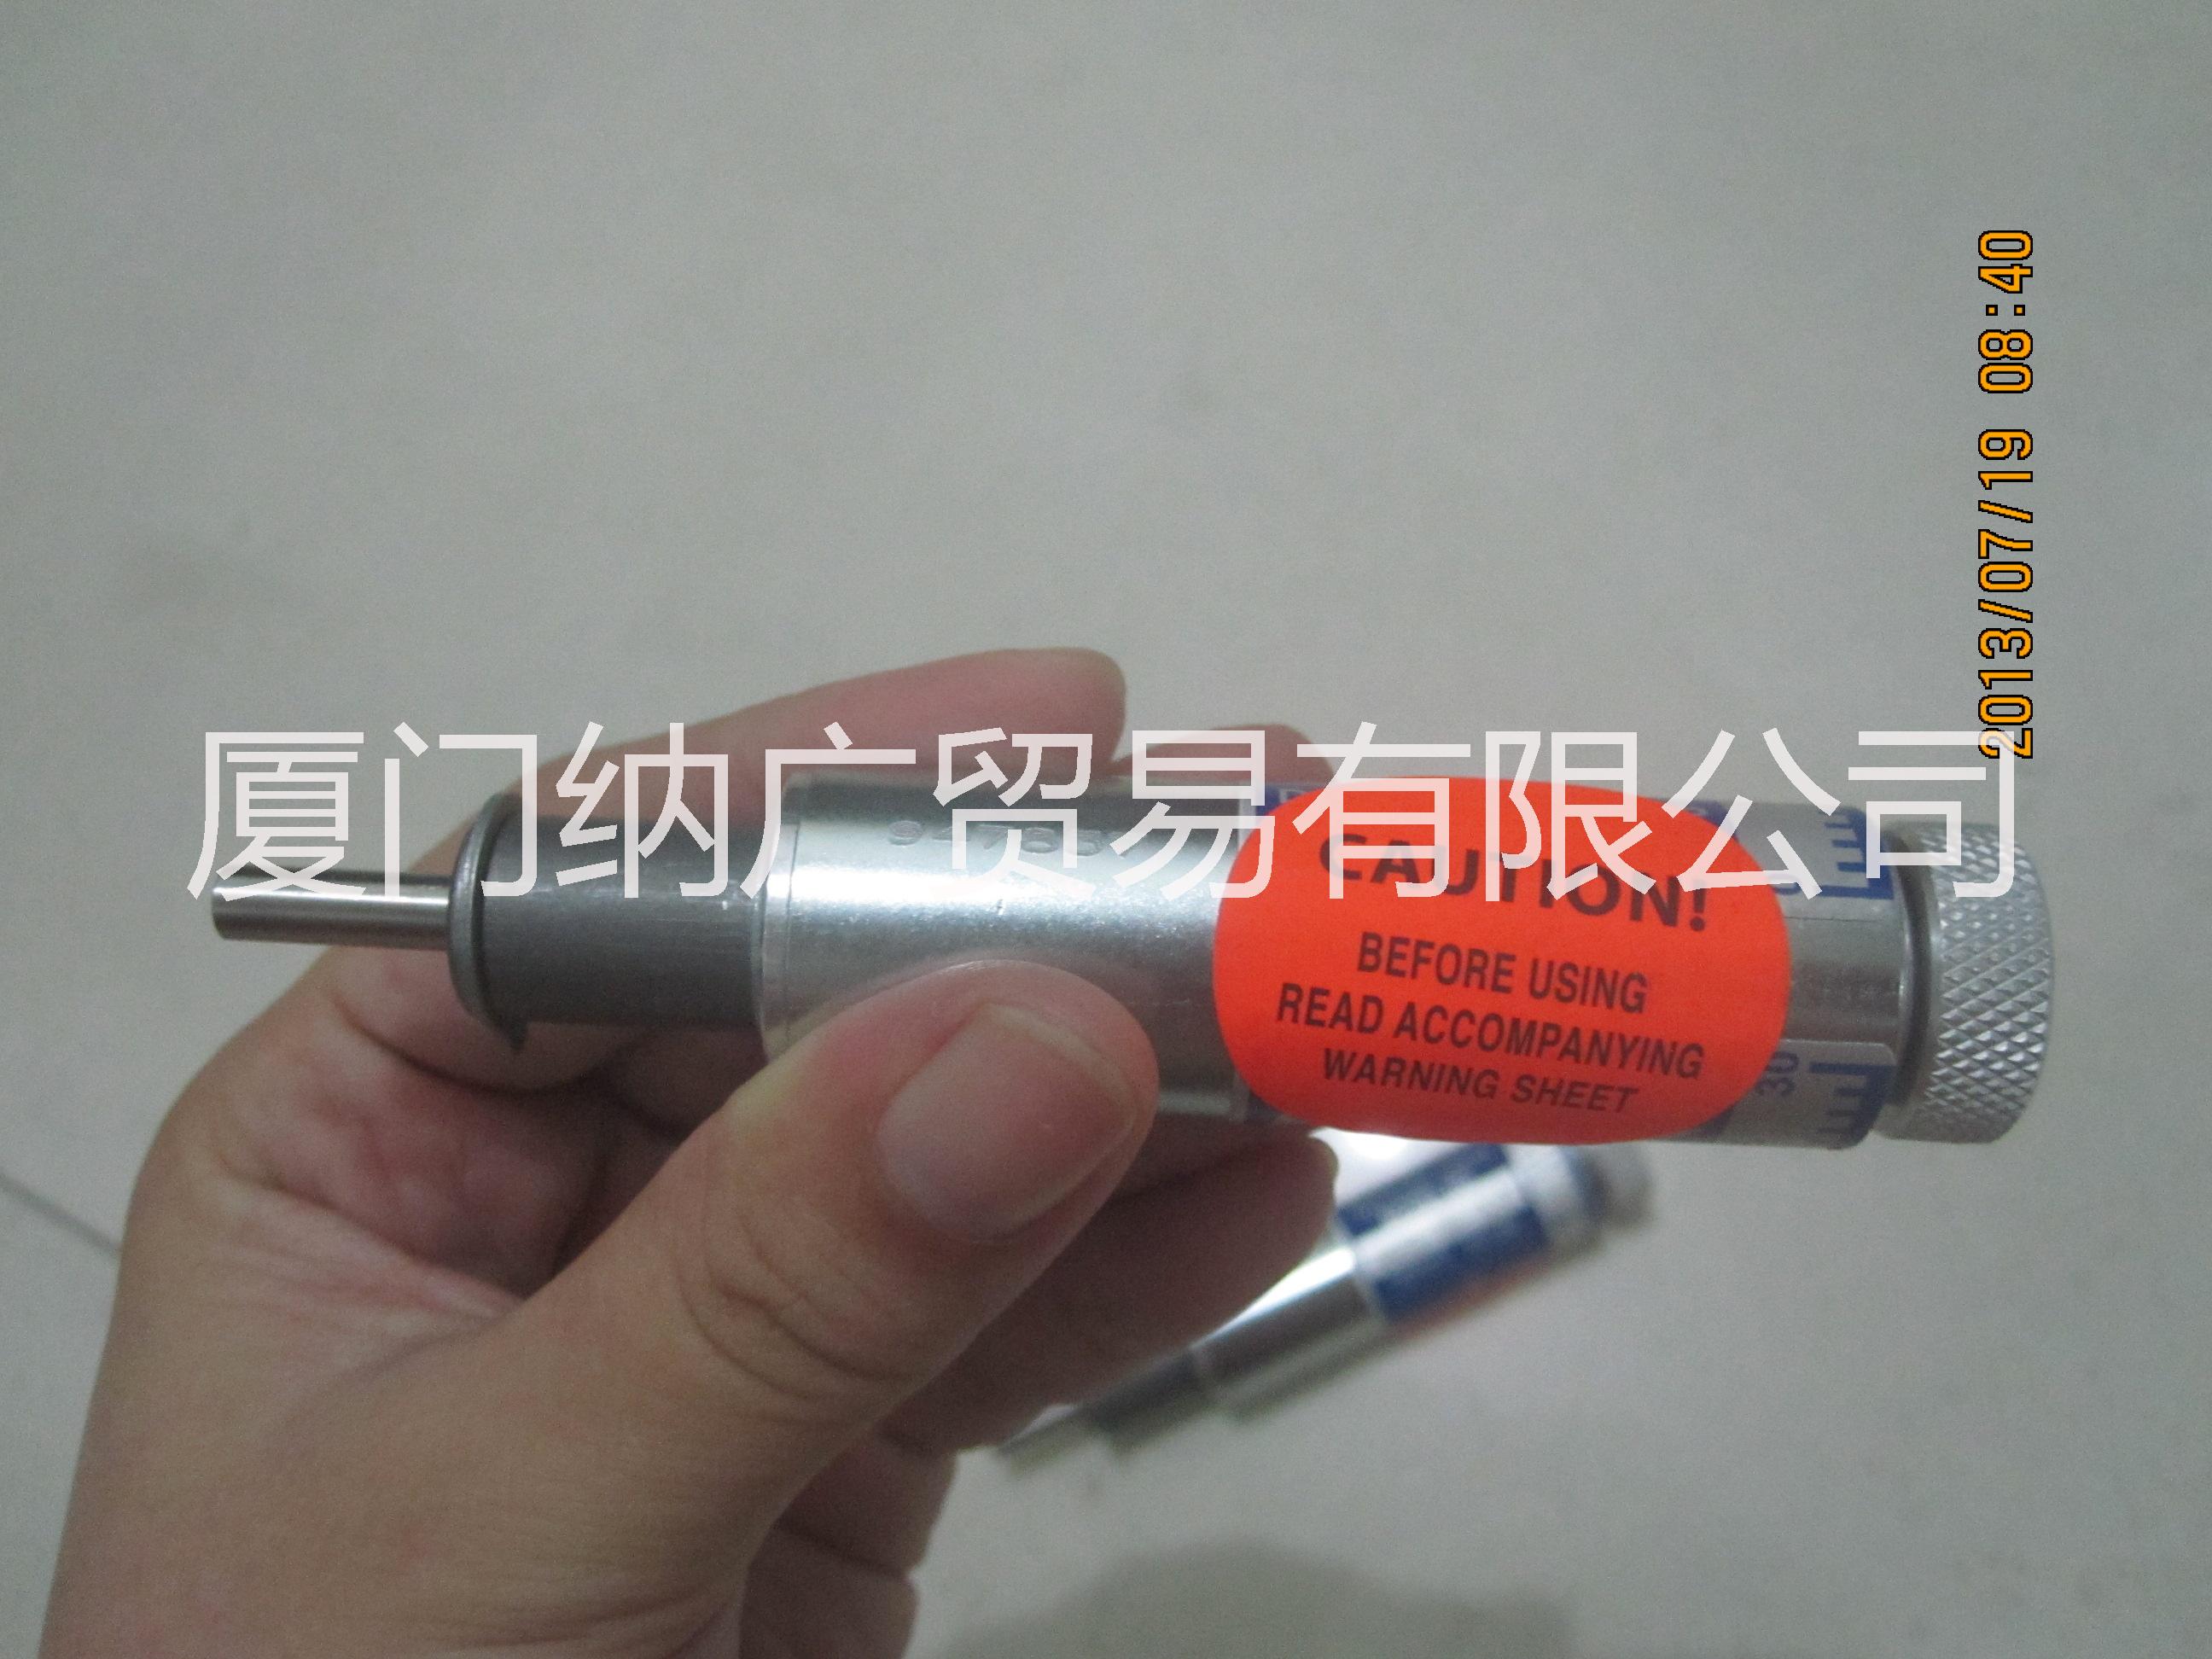 2013/07/19 08:40
厦门纳广贸易有限公司
CAUTION!
BEFORE USING
READ ACCOMPANYING
WARNING SHEET
30